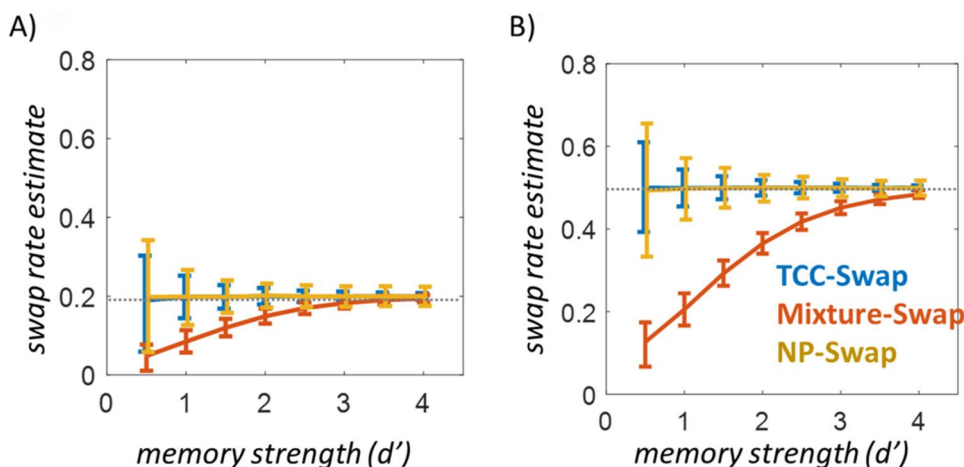 A)
swap rate estimate
0.8
0.6
0.4
0.2
0
0 1 2 3 4
memory strength (d’)
B)
swap rate estimate
0.8
0.6
0.4
0.2
0
0 1 2 3 4
memory strength (d’)
TCC-Swap
Mixture-Swap
NP-Swap